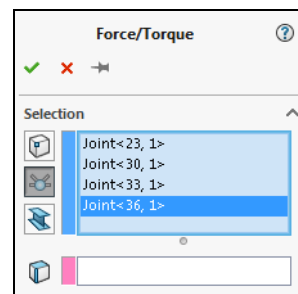 Force/Torque
Selection
Joint<23, 1>
Joint<30, 1>
Joint<33, 1>
Joint<36, 1>